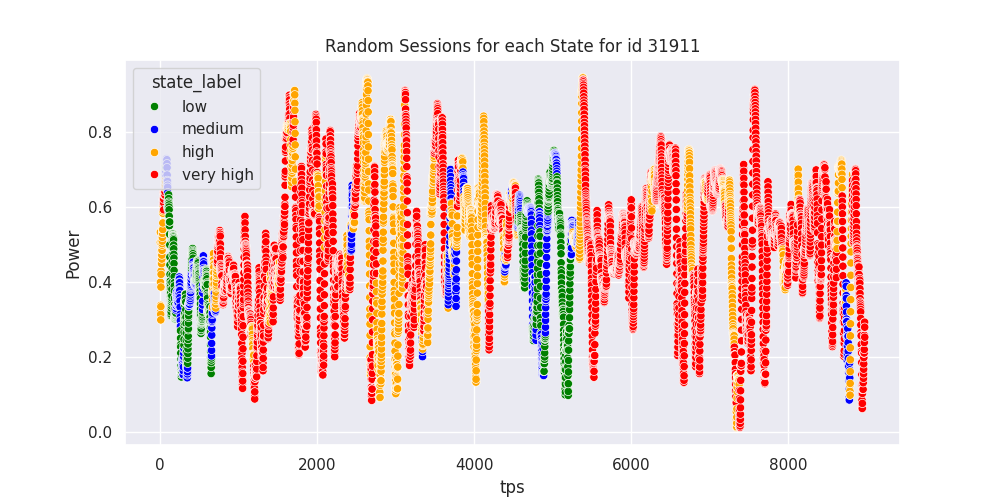 Random Sessions for each State for id 31911
state_label
low
medium
high
very high
Power
0.8
0.6
0.4
0.2
0.0
0
2000
4000
6000
8000
tps